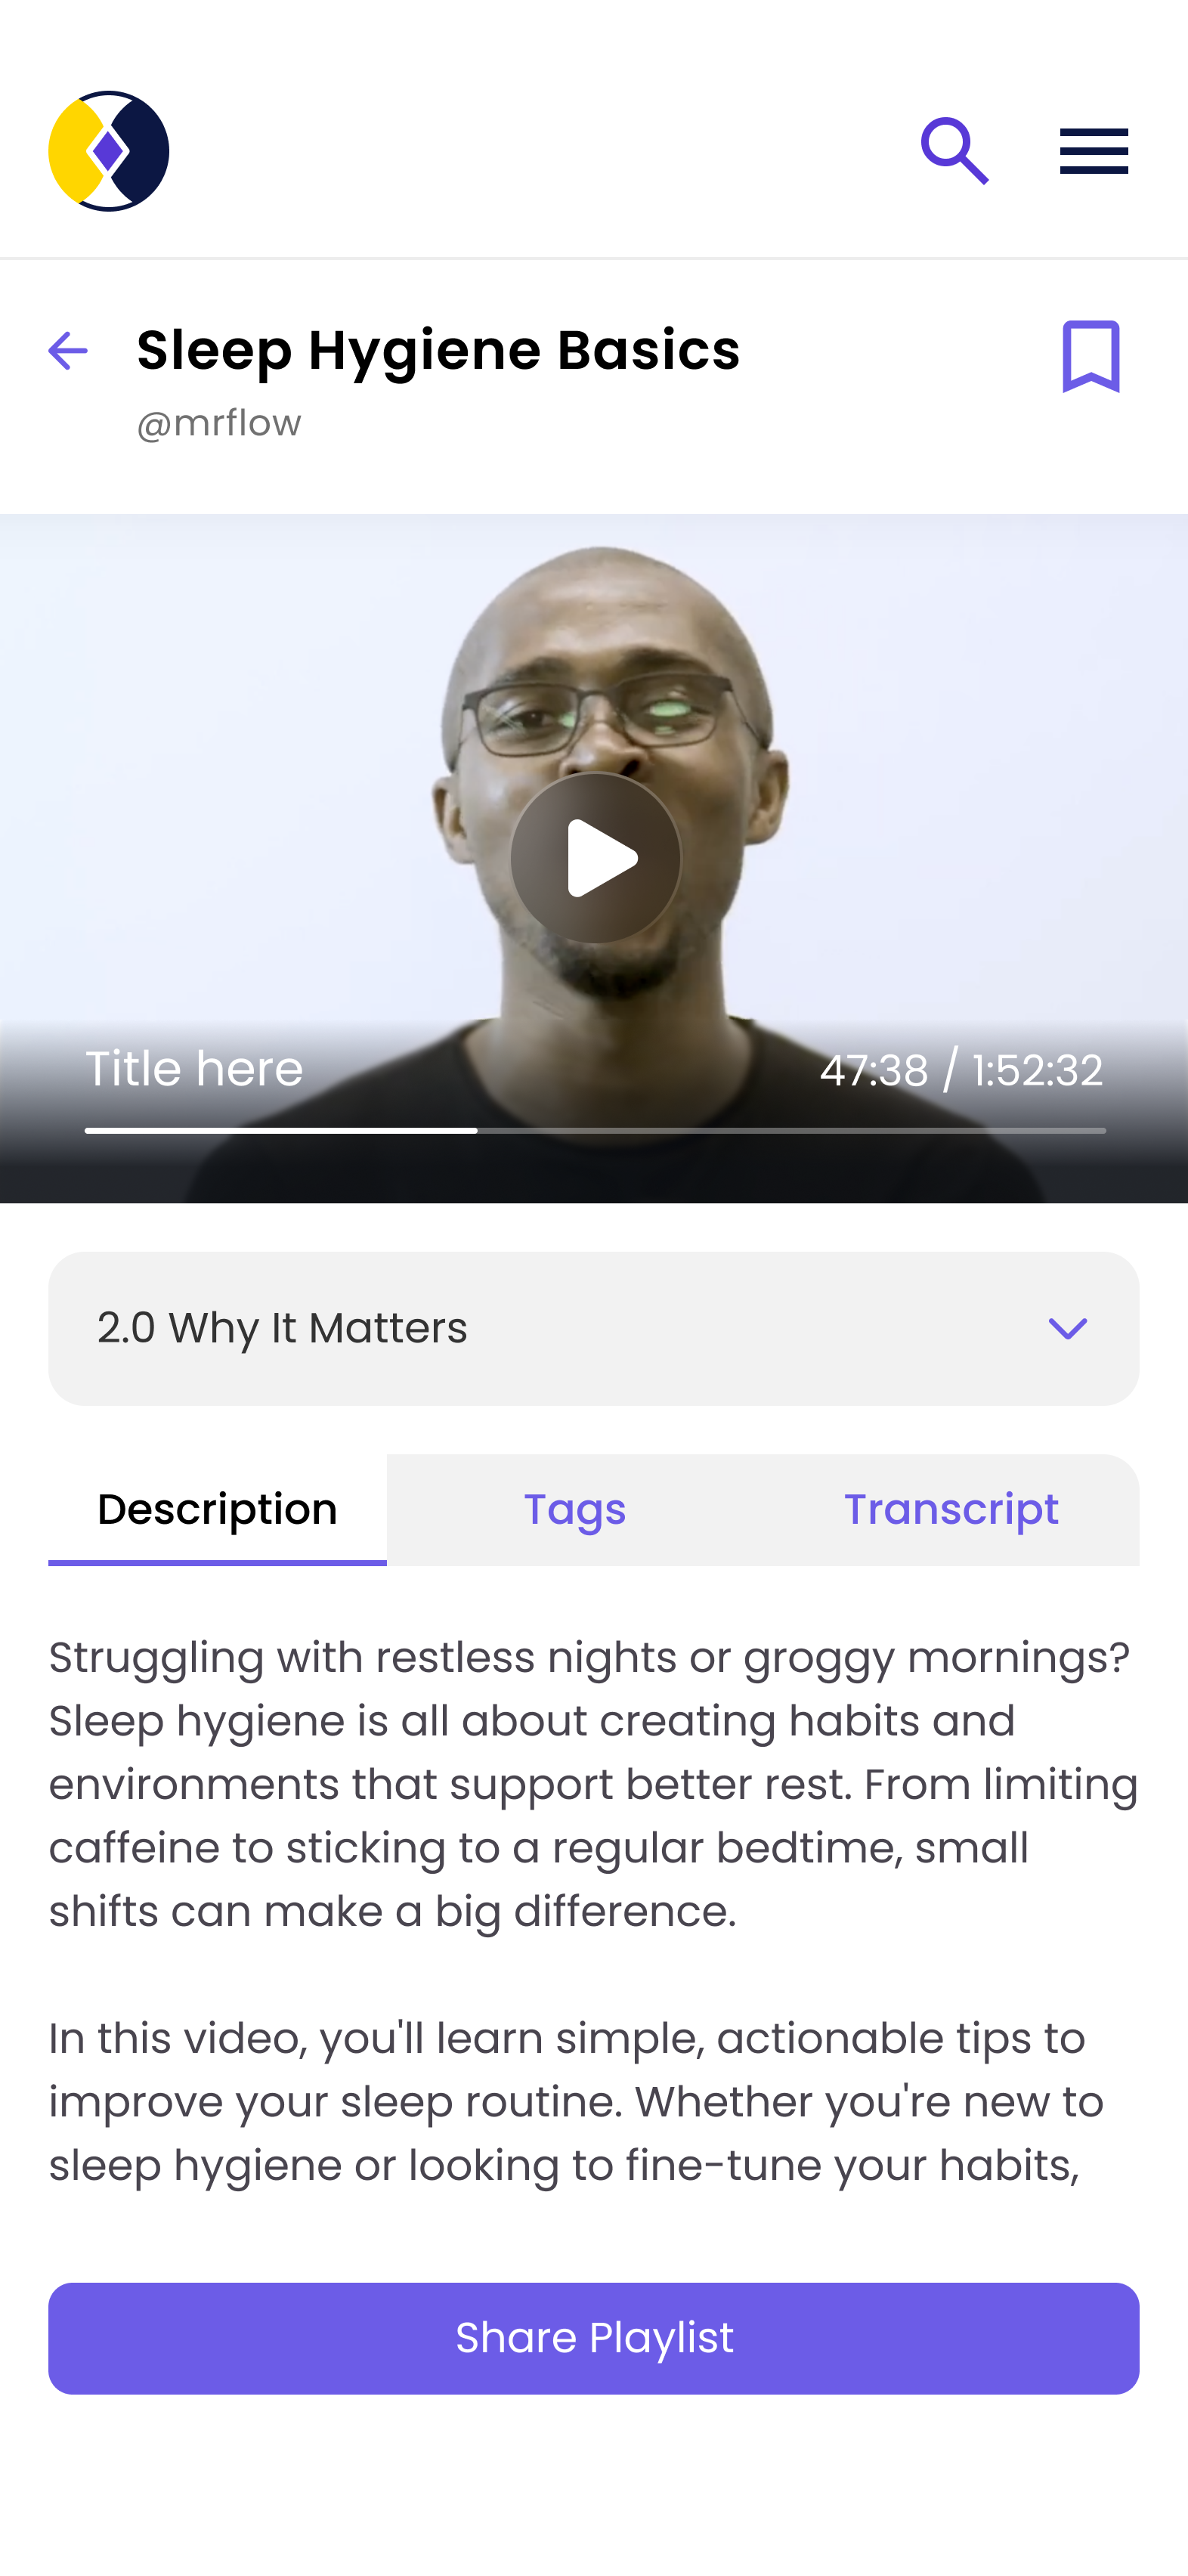 Sleep Hygiene Basics
@mrflow
Title here
47:38 / 1:52:32
2.0 Why It Matters
Description
Tags
Transcript
Struggling with restless nights or groggy mornings?
Sleep hygiene is all about creating habits and
environments that support better rest. From limiting
caffeine to sticking to a regular bedtime, small
shifts can make a big difference.
In this video, you'll learn simple, actionable tips to
improve your sleep routine. Whether you're new to
sleep hygiene or looking to fine-tune your habits,
Share Playlist